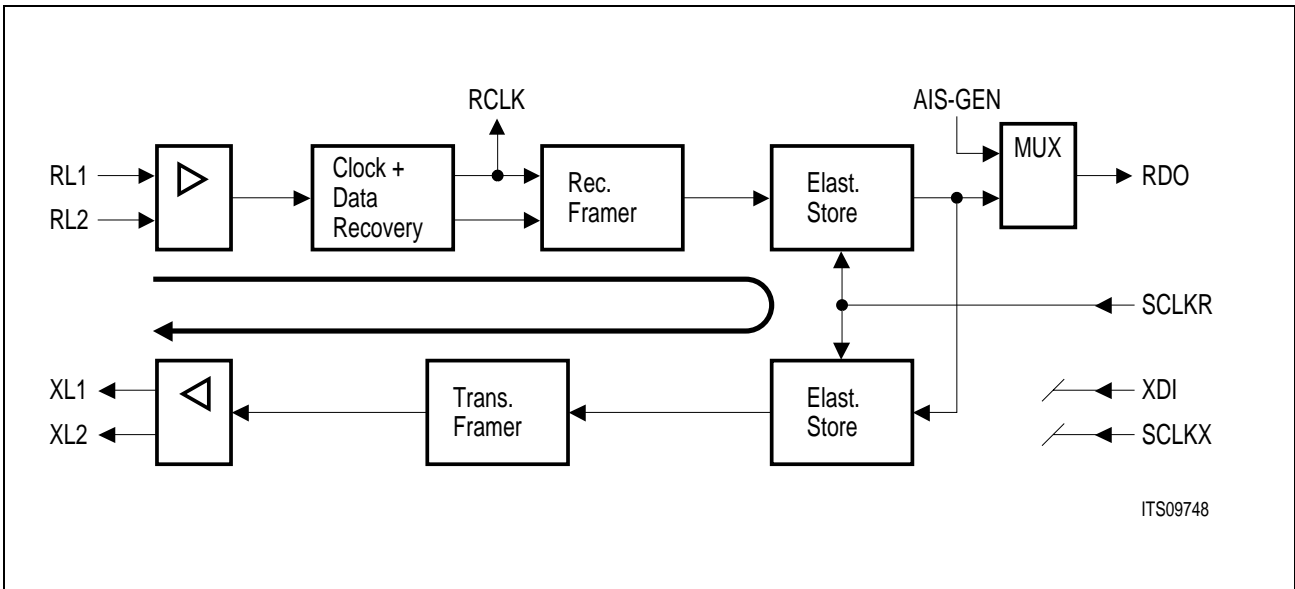 RCLK
AIS-GEN
RL1
RL2
Clock +
Data
Recovery
Rec.
Framer
Elast.
Store
MUX
RDO
SCLKR
XL1
XL2
Trans.
Framer
Elast.
Store
XDI
SCLKX
ITS09748